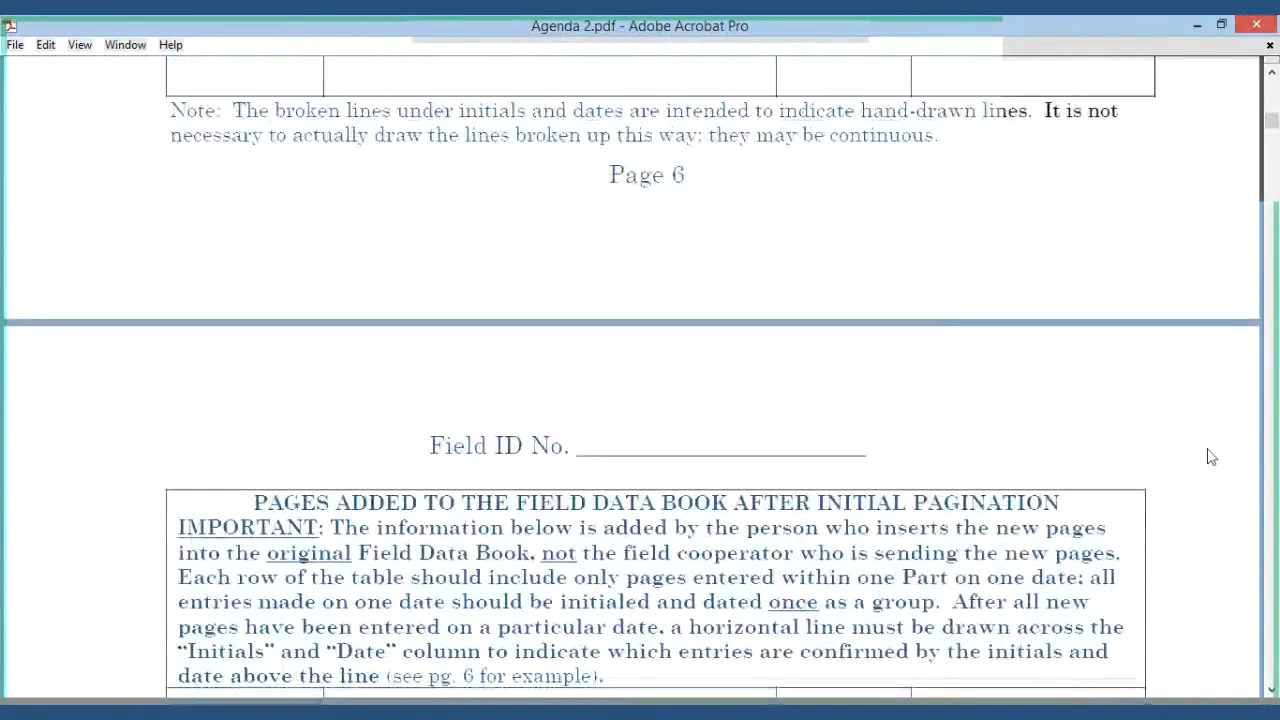 Agenda 2.pdf - Adobe Acrobat Pro
File Edit View Window Help
Note: The broken lines under initials and dates are intended to indicate hand-drawn lines. It is not
necessary to actually draw the lines broken up this way; they may be continuous.
Page 6
Field ID No.
PAGES ADDED TO THE FIELD DATA BOOK AFTER INITIAL PAGINATION
IMPORTANT: The information below is added by the person who inserts the new pages
into the original Field Data Book, not the field cooperator who is sending the new pages.
Each row of the table should include only pages entered within one Part on one date; all
entries made on one date should be initialed and dated once as a group. After all new
pages have been entered on a particular date, a horizontal line must be drawn across the
“Initials” and “Date” column to indicate which entries are confirmed by the initials and
date above the line (see pg. 6 for example).